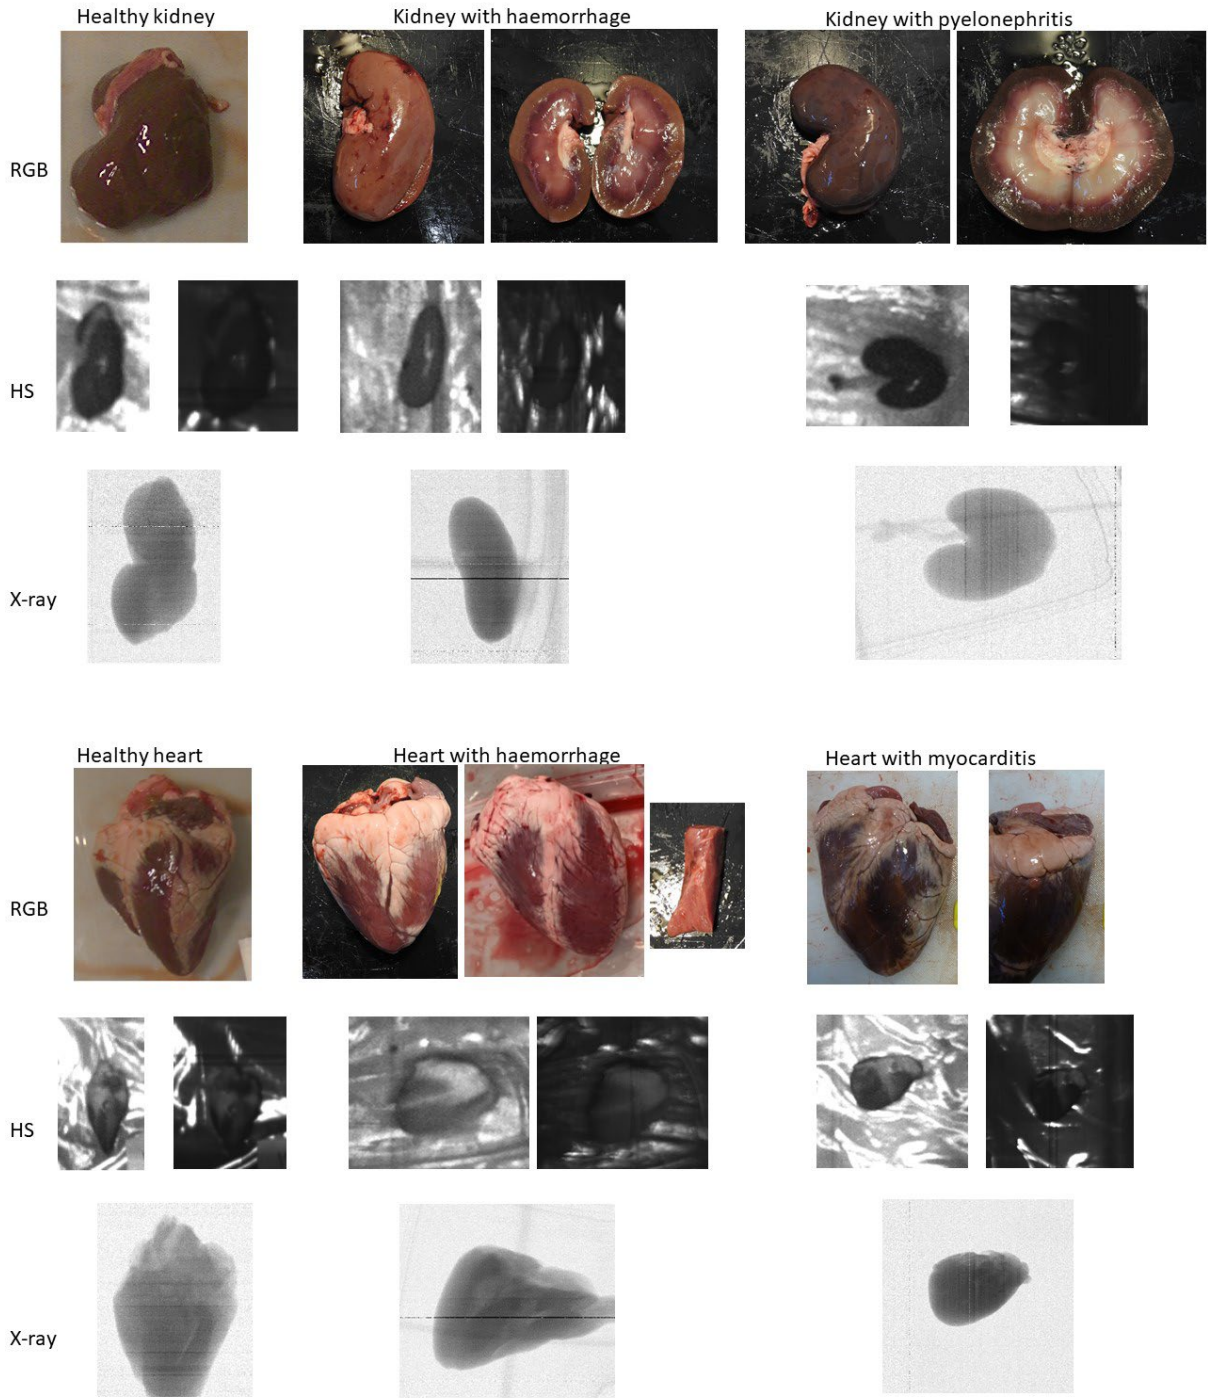 Healthy kidney
Kidney with haemorrhage
Kidney with pyelonephritis
RGB
HS
X-ray
Healthy heart
Heart with haemorrhage
Heart with myocarditis
RGB
HS
X-ray